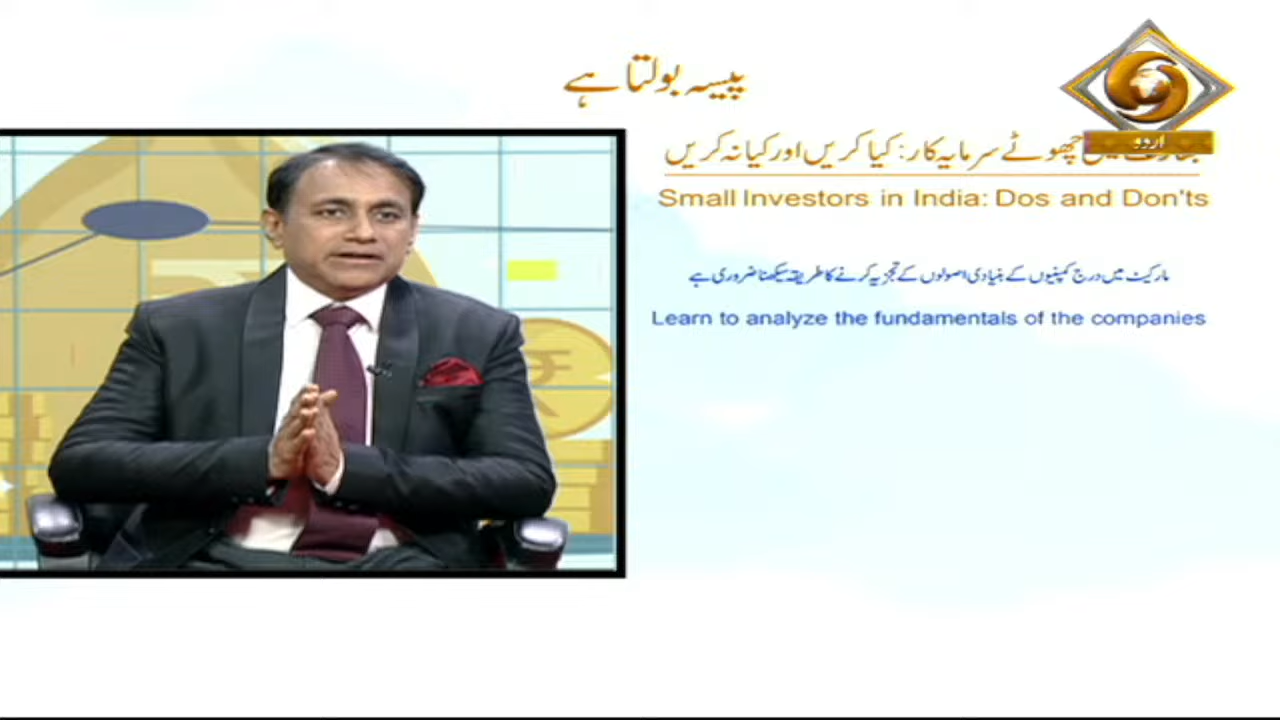 پیسہ بولتا ہے
اردو
میں چھوٹے سرمایہ کار: کیا کریں اور کیا نہ کریں
Small Investors in India: Dos and Don'ts
مارکیٹ میں درج کمپنیوں کے بنیادی اصولوں کے تجزیہ کرنے کا طریقہ سیکھنا ضروری ہے
Learn to analyze the fundamentals of the companies